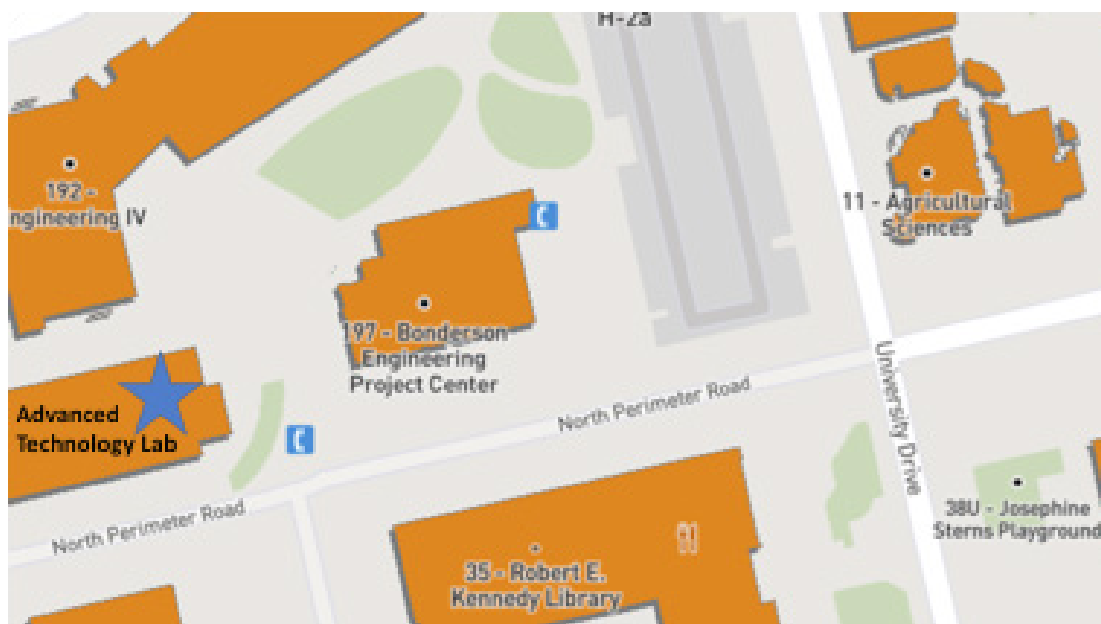 H-2a
192 -
ngineering IV
11 - Agricultural
Sciences
197 - Bonderson
Engineering
Project Center
Advanced
Technology Lab
North Perimeter Road
University Drive
North Perimeter Road
38U - Josephine
Sterns Playground
35 - Robert E.
Kennedy Library